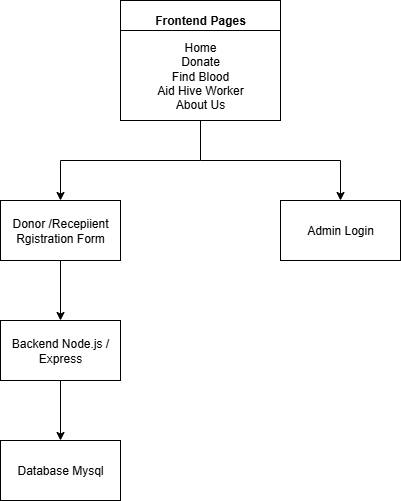 Frontend Pages
Home
Donate
Find Blood
Aid Hive Worker
About Us
Donor /Recepiient
Rgistration Form
Admin Login
Backend Node.js /
Express
Database Mysql